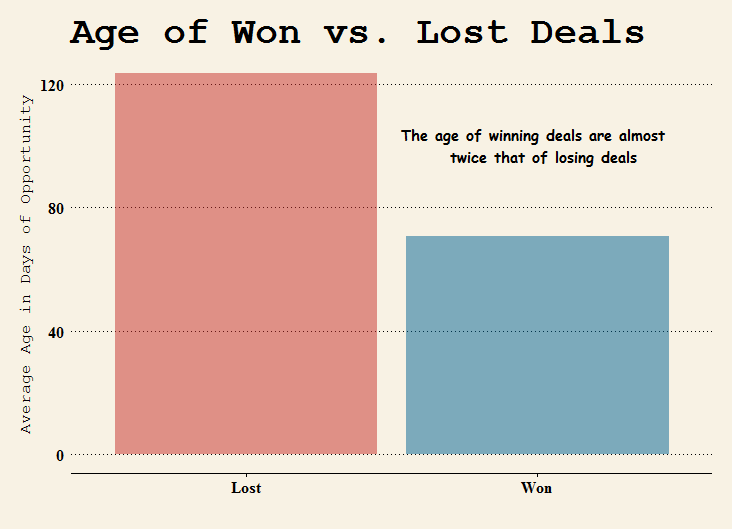 Age of Won vs. Lost Deals
Average Age in Days of Opportunity
120
80
40
0
The age of winning deals are almost
twice that of losing deals
Lost
Won